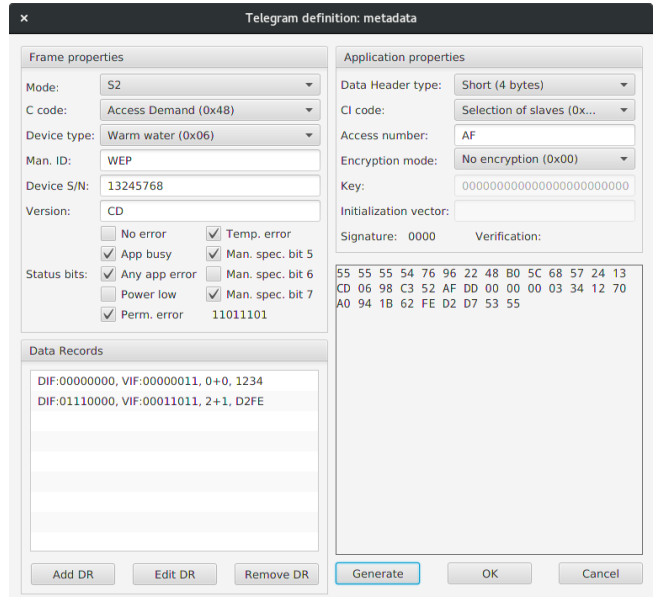 ×
Telegram definition: metadata
Frame properties
Mode: S2
C code: Access Demand (0x48)
Device type: Warm water (0x06)
Man. ID: WEP
Device S/N: 13245768
Version: CD
Status bits:
No error Temp. error
App busy Man. spec. bit 5
Any app error Man. spec. bit 6
Power low Man. spec. bit 7
Perm. error 11011101
Data Records
DIF:00000000, VIF:00000011, 0+0, 1234
DIF:01110000, VIF:00011011, 2+1, D2FE
Add DR Edit DR Remove DR
Application properties
Data Header type: Short (4 bytes)
CI code: Selection of slaves (0x...
Access number: AF
Encryption mode: No encryption (0x00)
Key: 000000000000000000000000
Initialization vector:
Signature: 0000 Verification:
55 55 55 54 76 96 22 48 B0 5C 68 57 24 13
CD 06 98 C3 52 AF DD 00 00 00 03 34 12 70
A0 94 1B 62 FE D2 D7 53 55
Generate OK Cancel